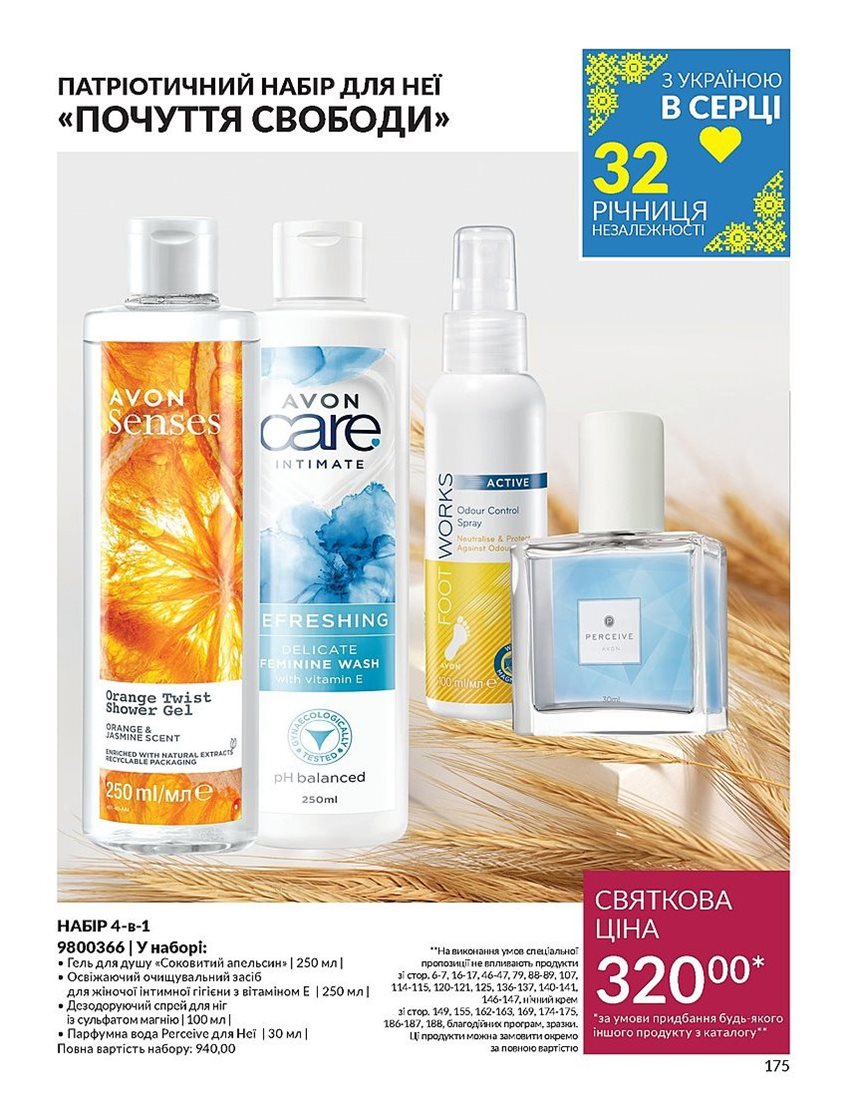 ПАТРІОТИЧНИЙ НАБІР ДЛЯ НЕЇ
«ПОЧУТТЯ СВОБОДИ»
З УКРАЇНОЮ
В СЕРЦІ
32
РІЧНИЦЯ
НЕЗАЛЕЖНОСТІ
AVON
Senses
Orange Twist
Shower Gel
ORANGE &
JASMINE SCENT
ENRICHED WITH NATURAL EXTRACTS
RECYCLABLE PACKAGING
250 ml/мл e
AVON
care
INTIMATE
EFRESHING
DELICATE
FEMININE WASH
with vitamin E
GYNAECOLOGICALLY
TESTED
pH balanced
250ml
FOOT WORKS
ACTIVE
Odour Control
Spray
Neutralise & Protect
Against Odou
AVON
100 ml/мл e
P
PERCEIVE
AVON
30ml
НАБІР 4-в-1
9800366 | У наборі:
• Гель для душу «Соковитий апельсин» | 250 мл |
• Освіжаючий очищувальний засіб
для жіночої інтимної гігієни з вітаміном Е | 250 мл |
• Дезодоруючий спрей для ніг
із сульфатом магнію | 100 мл |
• Парфумна вода Perceive для Неї | 30 мл |
Повна вартість набору: 940,00
**На виконання умов спеціальної
пропозиції не впливають продукти
зі стор. 6-7, 16-17, 46-47, 79, 88-89, 107,
114-115, 120-121, 125, 136-137, 140-141,
146-147, нічний крем
зі стор. 149, 155, 162-163, 169, 174-175,
186-187, 188, благодійних програм, зразки.
Ці продукти можна замовити окремо
за повною вартістю
СВЯТКОВА
ЦІНА
320⁰⁰*
*за умови придбання будь-якого
іншого продукту з каталогу**
175